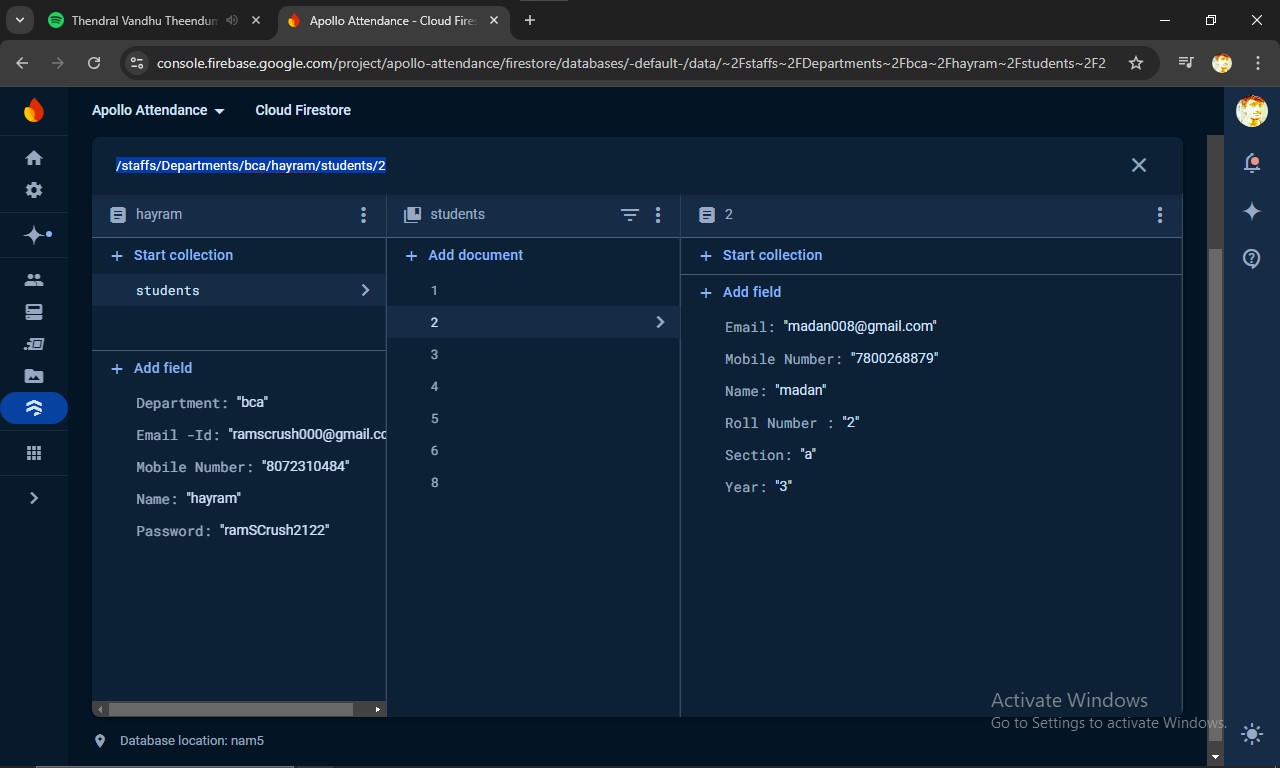 Thendral Vandhu Theendum
Apollo Attendance - Cloud Fires
console.firebase.google.com/project/apollo-attendance/firestore/databases/-default-/data/~2Fstaffs~2FDepartments~2Fbca~2Fhayram~2Fstudents~2F2
Apollo Attendance
Cloud Firestore
/staffs/Departments/bca/hayram/students/2
hayram
students
2
+ Start collection
+ Add document
+ Start collection
students
1
2
3
4
5
6
8
+ Add field
Email: "madan008@gmail.com"
Mobile Number: "7800268879"
Name: "madan"
Roll Number : "2"
Section: "a"
Year: "3"
+ Add field
Department: "bca"
Email -Id: "ramscrush000@gmail.co
Mobile Number: "8072310484"
Name: "hayram"
Password: "ramSCrush2122"
Activate Windows
Go to Settings to activate Windows.
Database location: nam5